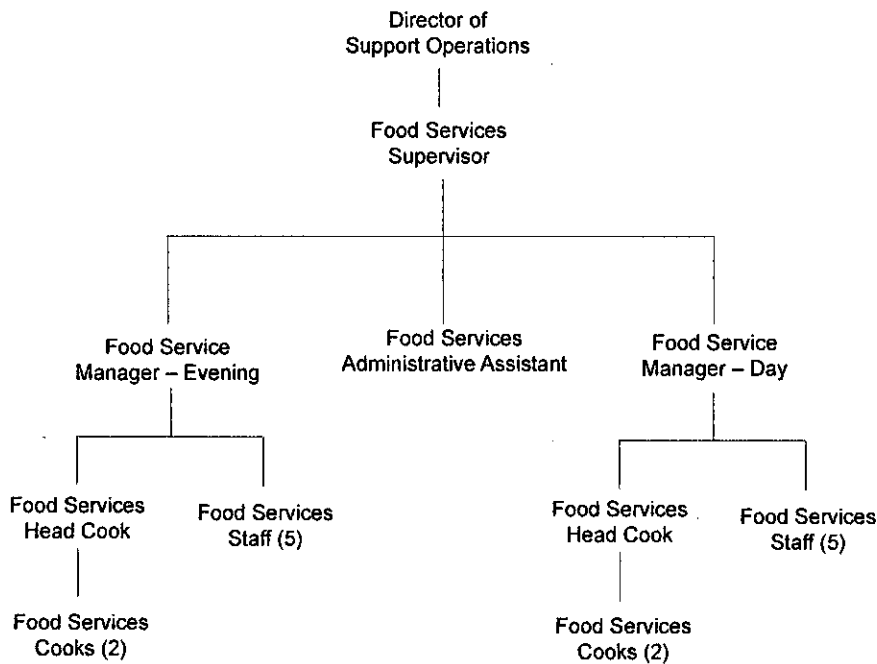 Director of
Support Operations
Food Services
Supervisor
Food Service
Manager – Evening
Food Services
Administrative Assistant
Food Service
Manager – Day
Food Services
Head Cook
Food Services
Staff (5)
Food Services
Head Cook
Food Services
Staff (5)
Food Services
Cooks (2)
Food Services
Cooks (2)